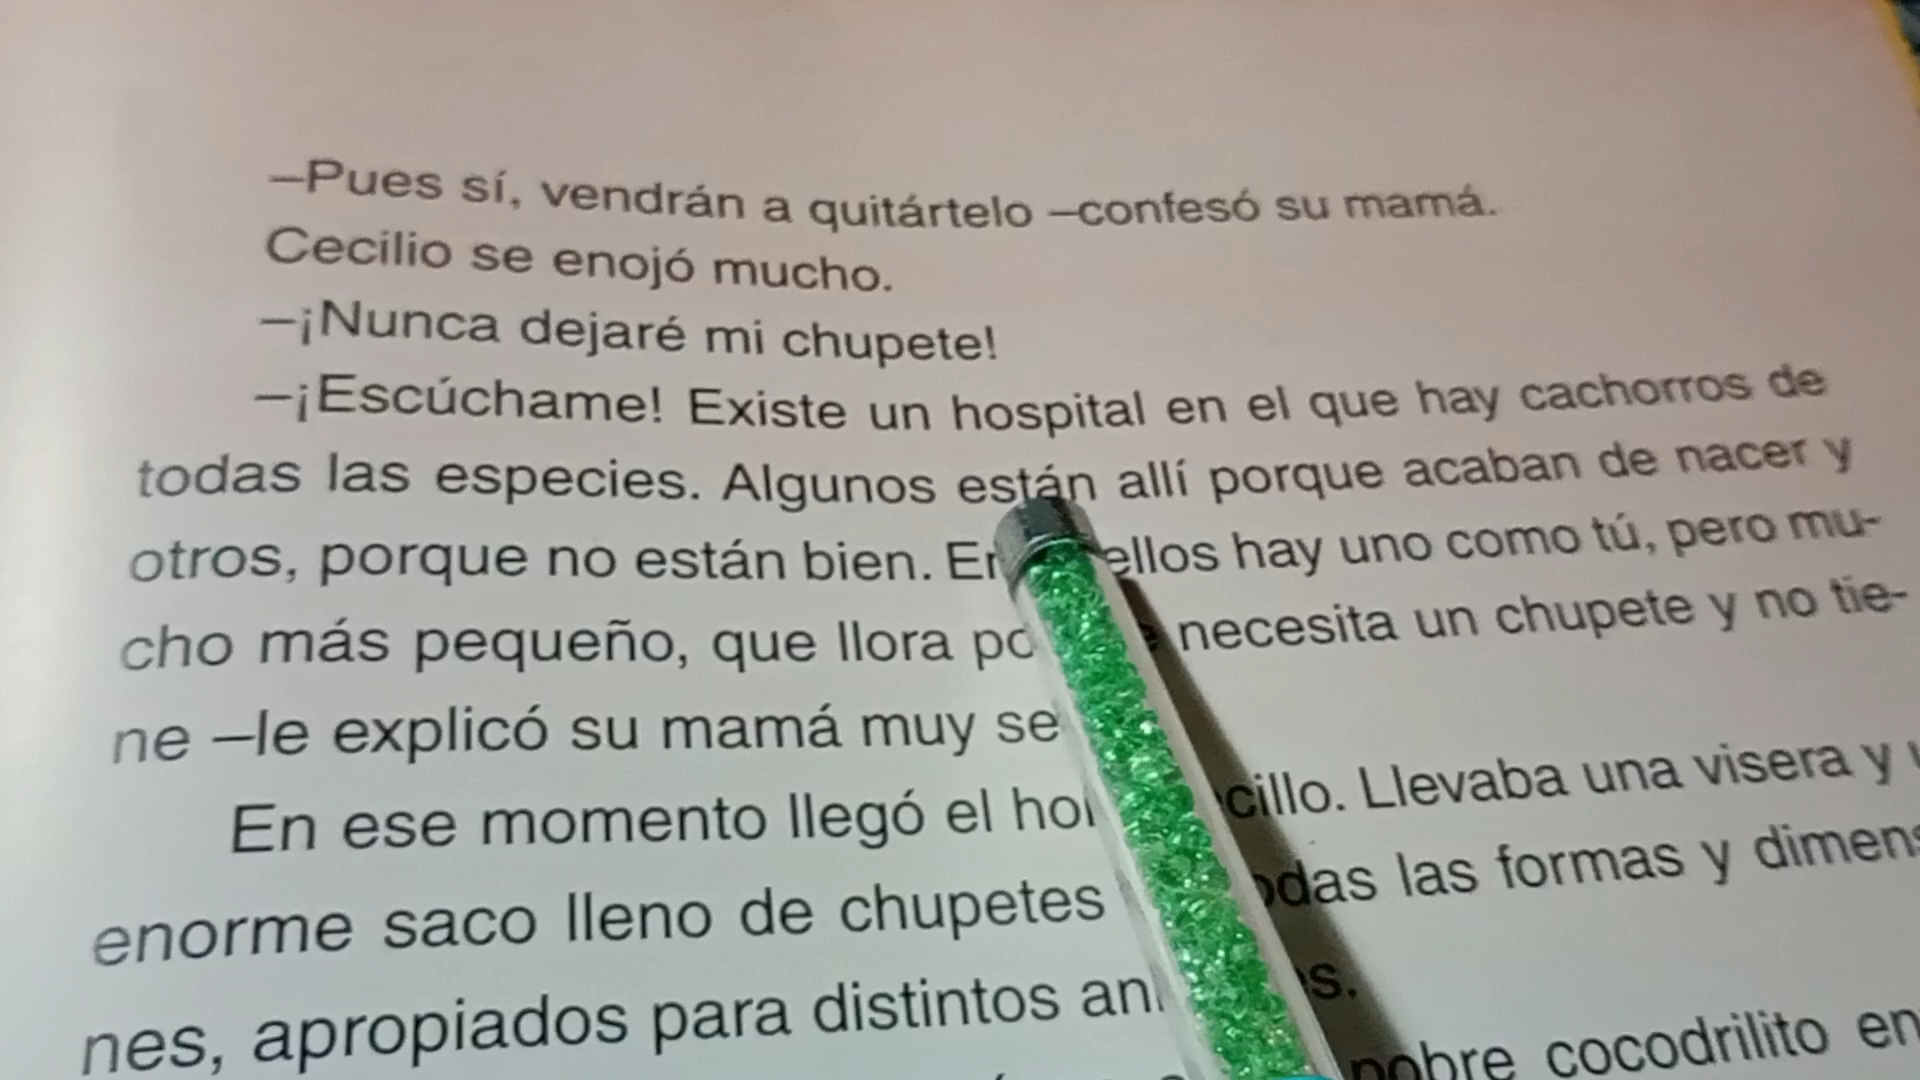 –Pues sí, vendrán a quitártelo –confesó su mamá.
Cecilio se enojó mucho.
–¡Nunca dejaré mi chupete!
–¡Escúchame! Existe un hospital en el que hay cachorros de
todas las especies. Algunos están allí porque acaban de nacer y
otros, porque no están bien. ellos hay uno como tú, pero mu-
cho más pequeño, que llora necesita un chupete y no tie-
ne –le explicó su mamá muy
En ese momento llegó el Llevaba una visera y
enorme saco lleno de chupetes las formas y
nes, apropiados para distintos
pobre cocodrilito en